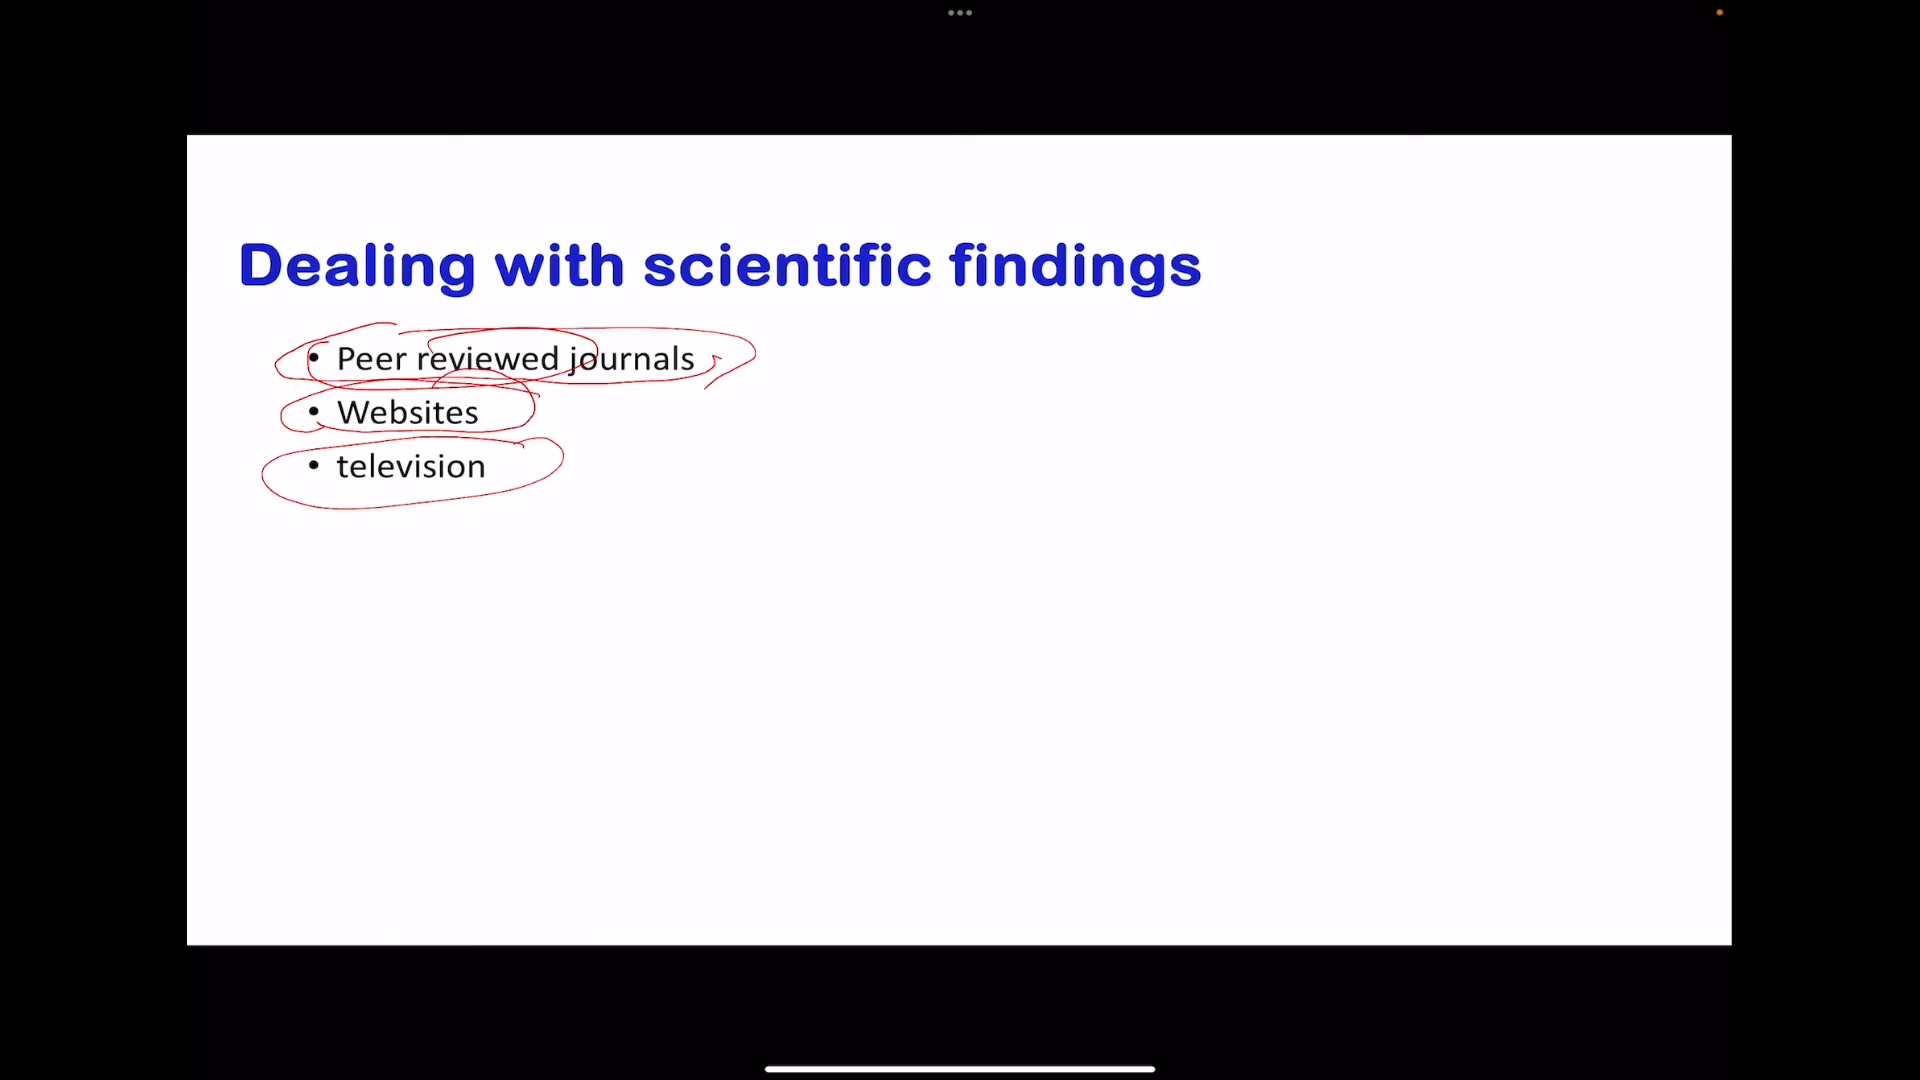 Dealing with scientific findings
• Peer reviewed journals
• Websites
• television